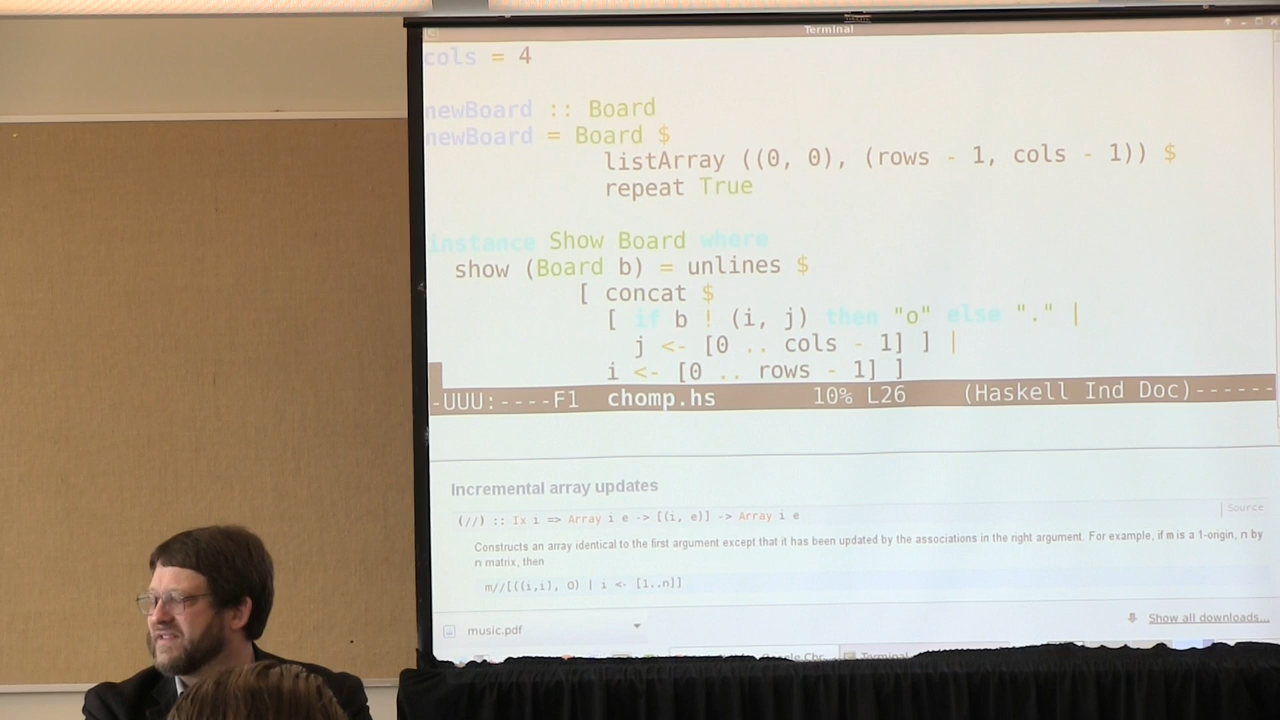 Terminal
cols = 4
newBoard :: Board
newBoard = Board $
listArray ((0, 0), (rows - 1, cols - 1)) $
repeat True
instance Show Board where
show (Board b) = unlines $
[ concat $
[ if b ! (i, j) then "o" else "." |
j <- [0 .. cols - 1] ] |
i <- [0 .. rows - 1] ]
-UUU:----F1 chomp.hs 10% L26 (Haskell Ind Doc)------
Incremental array updates
(//) :: Ix i => Array i e -> [(i, e)] -> Array i e
Source
Constructs an array identical to the first argument except that it has been updated by the associations in the right argument. For example, if m is a 1-origin, n by
n matrix, then
m//[((i,i), 0) | i <- [1..n]]
music.pdf
Show all downloads...
Terminal